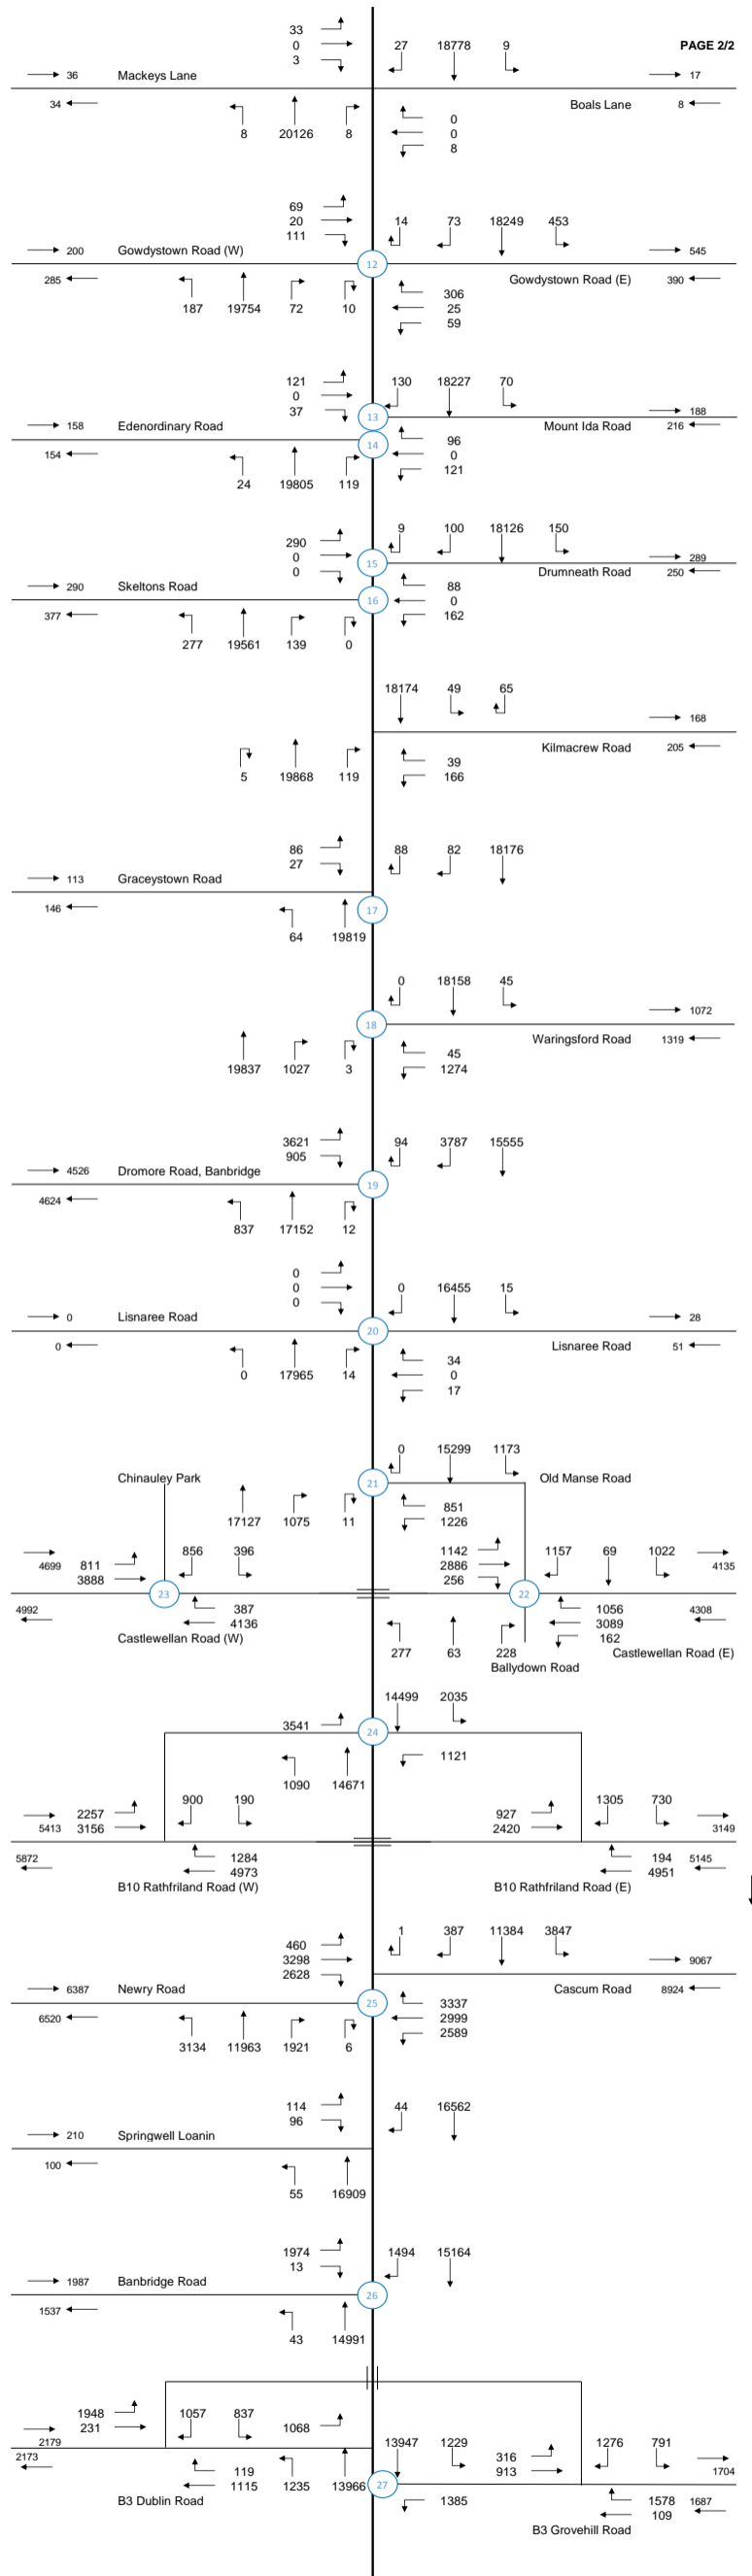 33
0 27 18778 9 PAGE 2/2
3
36 Mackeys Lane 17
34 Boals Lane 8
8 20126 8 0
0
8
69
20 14 73 18249 453
111
200 Gowdystown Road (W) 545
12
285 Gowdystown Road (E) 390
187 19754 72 10 306
25
59
121 130 18227 70
0
37
13 188
158 Edenordinary Road Mount Ida Road 216
14
154 96
24 19805 119 0
121
290 9 100 18126 150
0
0
15 289
290 Skeltons Road Drumneath Road 250
16 88
377 0
277 19561 139 0 162
18174 49 65
168
Kilmacrew Road 205
5 19868 119 39
166
86 88 82 18176
27
113 Graceystown Road
146 17
64 19819
0 18158 45
1072
18
Waringsford Road 1319
19837 1027 3 45
1274
3621 94 3787 15555
905
4526 Dromore Road, Banbridge
19
4624
837 17152 12
0
0 0 16455 15
0
0 Lisnaree Road 28
20
0 Lisnaree Road 51
0 17965 14 34
0
17
0 15299 1173
Chinauley Park 21 Old Manse Road
17127 1075 11 851
1226
4699 811 856 396 1142 1157 69 1022 4135
3888 2886
256
23 22
4992 387 1056 4308
4136 3089
Castlewellan Road (W) 162
277 63 228 Castlewellan Road (E)
Ballydown Road
14499 2035
3541 24
1090 14671 1121
2257 900 190 927 1305 730
5413 3156 2420 3149
5872 1284 194 5145
4973 4951
B10 Rathfriland Road (W) B10 Rathfriland Road (E)
460 1 387 11384 3847
3298
2628
9067
6387 Newry Road Cascum Road 8924
25
6520 3337
3134 11963 1921 6 2999
2589
114 44 16562
96
210 Springwell Loanin
100
55 16909
1974 1494 15164
13
1987 Banbridge Road
26
1537
43 14991
1948 1057 837 1068
231
2179 13947 1229 316 1276 791
2173 913 1704
119 27
1115 1235 13966 1385 1578 1687
B3 Dublin Road 109
B3 Grovehill Road